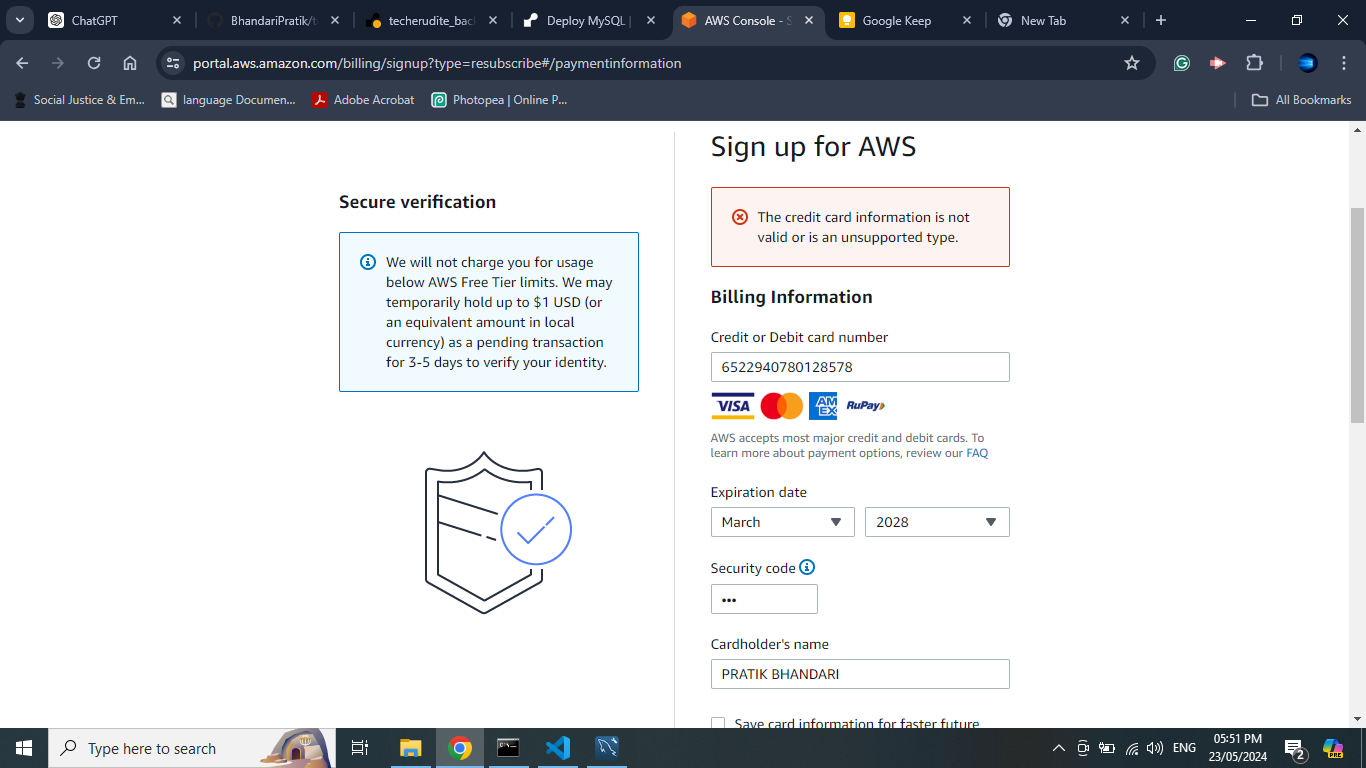 ChatGPT
BhandariPratik/t
techerudite_bac
Deploy MySQL |
AWS Console - S
Google Keep
New Tab
portal.aws.amazon.com/billing/signup?type=resubscribe#/paymentinformation
Social Justice & Em...
language Documen...
Adobe Acrobat
Photopea | Online P...
All Bookmarks
Secure verification
We will not charge you for usage
below AWS Free Tier limits. We may
temporarily hold up to $1 USD (or
an equivalent amount in local
currency) as a pending transaction
for 3-5 days to verify your identity.
Sign up for AWS
The credit card information is not
valid or is an unsupported type.
Billing Information
Credit or Debit card number
6522940780128578
VISA
AM
EX
RuPay
AWS accepts most major credit and debit cards. To
learn more about payment options, review our FAQ
Expiration date
March
2028
Security code
•••
Cardholder's name
PRATIK BHANDARI
Save card information for faster future
Type here to search
ENG
05:51 PM
23/05/2024
2
PRE